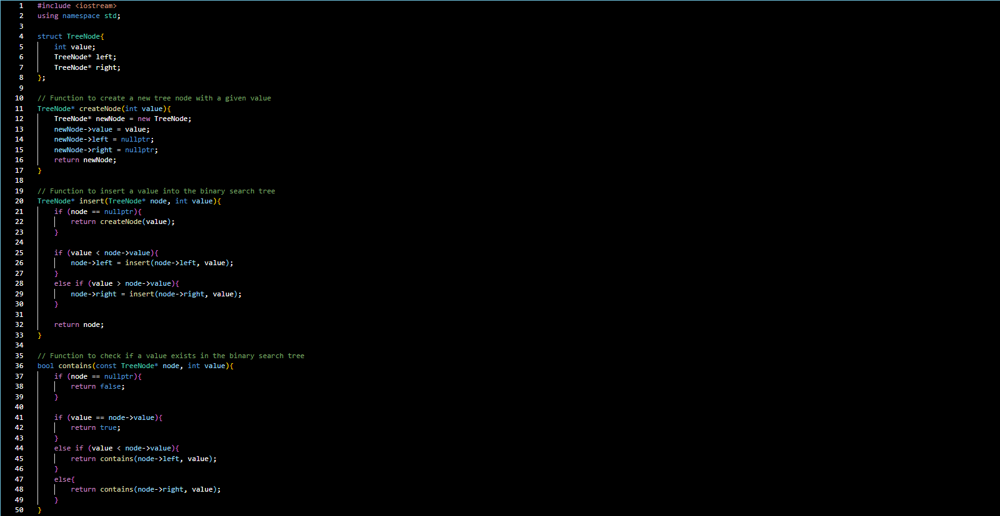 1 #include <iostream>
2 using namespace std;
3
4 struct TreeNode{
5     int value;
6     TreeNode* left;
7     TreeNode* right;
8 };
9
10 // Function to create a new tree node with a given value
11 TreeNode* createNode(int value){
12     TreeNode* newNode = new TreeNode;
13     newNode->value = value;
14     newNode->left = nullptr;
15     newNode->right = nullptr;
16     return newNode;
17 }
18
19 // Function to insert a value into the binary search tree
20 TreeNode* insert(TreeNode* node, int value){
21     if (node == nullptr){
22         return createNode(value);
23     }
24
25     if (value < node->value){
26         node->left = insert(node->left, value);
27     }
28     else if (value > node->value){
29         node->right = insert(node->right, value);
30     }
31
32     return node;
33 }
34
35 // Function to check if a value exists in the binary search tree
36 bool contains(const TreeNode* node, int value){
37     if (node == nullptr){
38         return false;
39     }
40
41     if (value == node->value){
42         return true;
43     }
44     else if (value < node->value){
45         return contains(node->left, value);
46     }
47     else{
48         return contains(node->right, value);
49     }
50 }